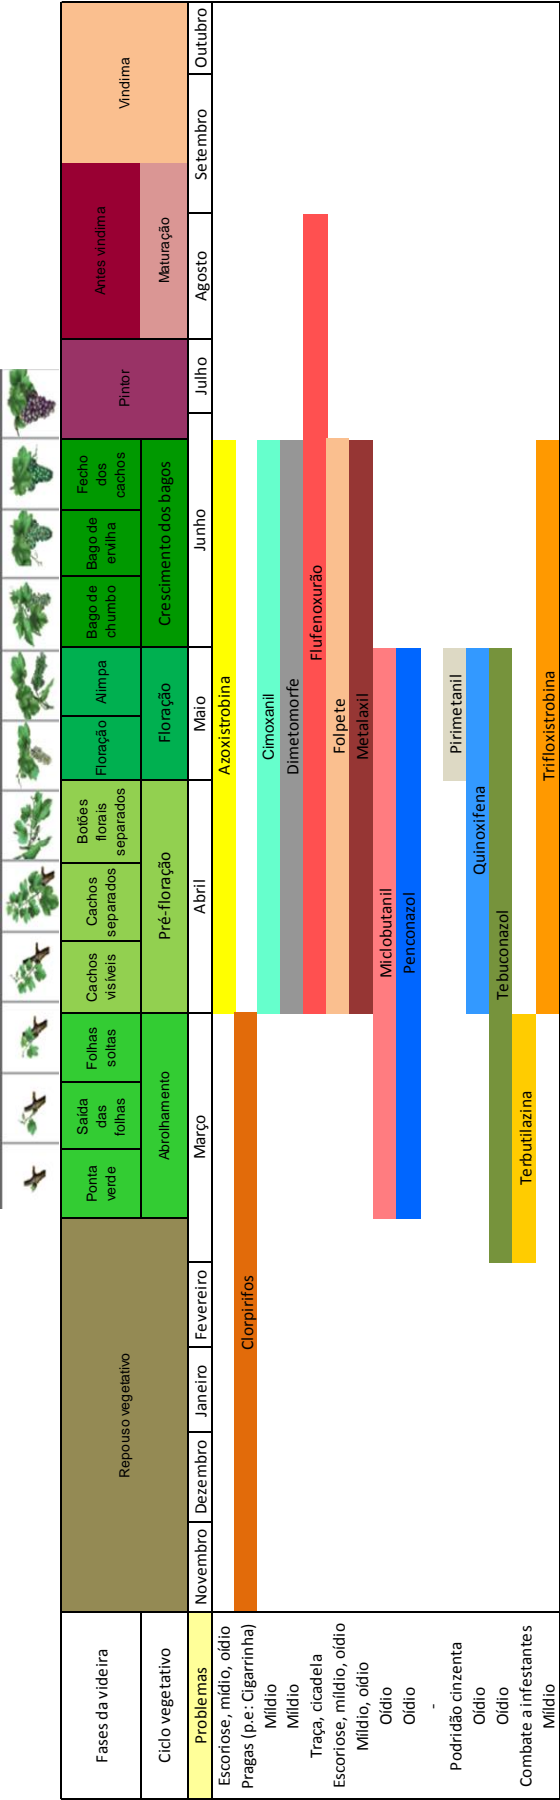 Fases da videira
Repouso vegetativo
Ponta
verde
Saída
das
folhas
Folhas
soltas
Cachos
visíveis
Cachos
separados
Botões
florais
separados
Floração
Alimpa
Bago de
chumbo
Bago de
ervilha
Fecho
dos
cachos
Pintor
Antes vindima
Vindima
Ciclo vegetativo
Abrolhamento
Pré-floração
Floração
Crescimento dos bagos
Maturação
Problemas
Novembro
Dezembro
Janeiro
Fevereiro
Março
Abril
Maio
Junho
Julho
Agosto
Setembro
Outubro
Escoriose, mídio, oídio
Azoxistrobina
Pragas (p.e: Cigarrinha)
Clorpirifos
Míldio
Cimoxanil
Míldio
Dimetomorfe
Traça, cicadela
Flufenoxurão
Escoriose, míldio, oídio
Folpete
Míldio, oídio
Metalaxil
Oídio
Miclobutanil
Oídio
Penconazol
-
Podridão cinzenta
Pirimetanil
Oídio
Quinoxifena
Oídio
Tebuconazol
Combate a infestantes
Terbutilazina
Míldio
Trifloxistrobina